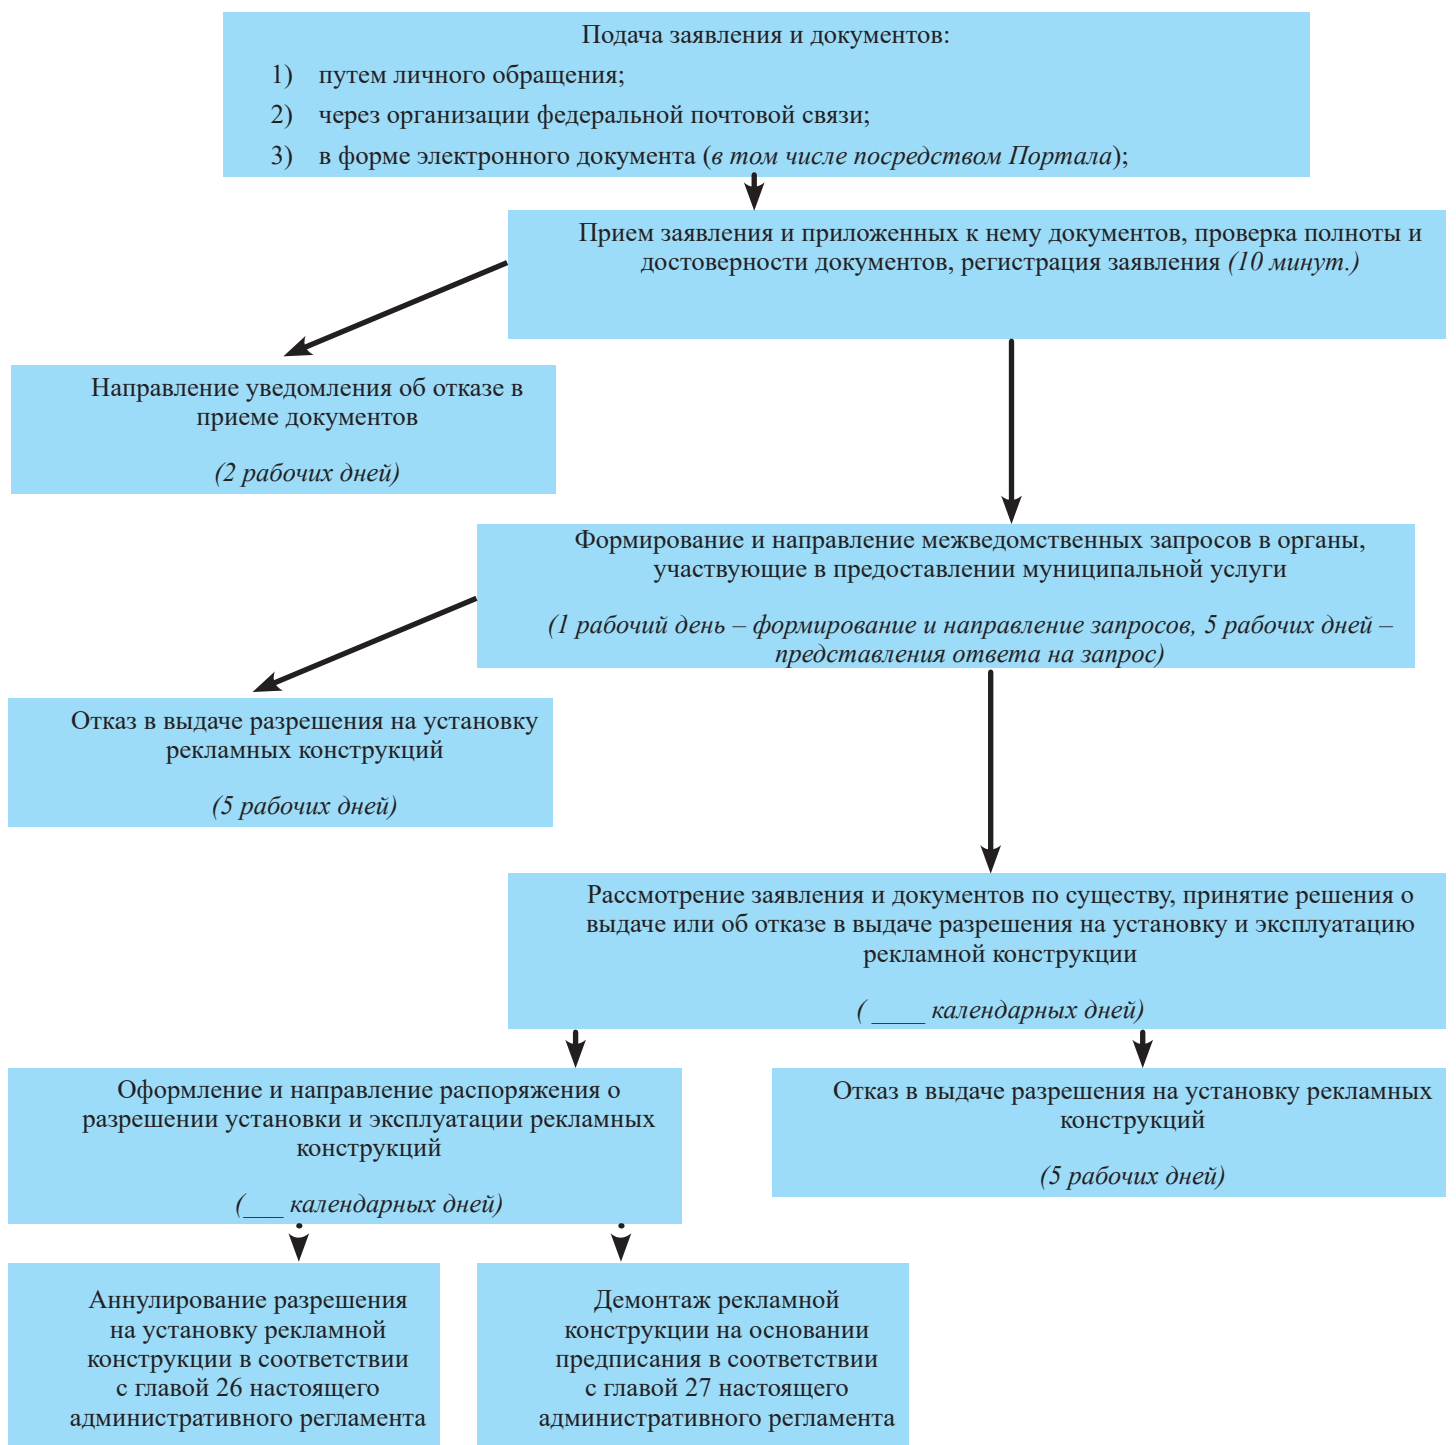 Подача заявления и документов:
1) путем личного обращения;
2) через организации федеральной почтовой связи;
3) в форме электронного документа (в том числе посредством Портала);
Прием заявления и приложенных к нему документов, проверка полноты и
достоверности документов, регистрация заявления (10 минут.)
Направление уведомления об отказе в
приеме документов
(2 рабочих дней)
Формирование и направление межведомственных запросов в органы,
участвующие в предоставлении муниципальной услуги
(1 рабочий день – формирование и направление запросов, 5 рабочих дней –
представления ответа на запрос)
Отказ в выдаче разрешения на установку
рекламных конструкций
(5 рабочих дней)
Рассмотрение заявления и документов по существу, принятие решения о
выдаче или об отказе в выдаче разрешения на установку и эксплуатацию
рекламной конструкции
( ____ календарных дней)
Оформление и направление распоряжения о
разрешении установки и эксплуатации рекламных
конструкций
(___ календарных дней)
Отказ в выдаче разрешения на установку рекламных
конструкций
(5 рабочих дней)
Аннулирование разрешения
на установку рекламной
конструкции в соответствии
с главой 26 настоящего
административного регламента
Демонтаж рекламной
конструкции на основании
предписания в соответствии
с главой 27 настоящего
административного регламента